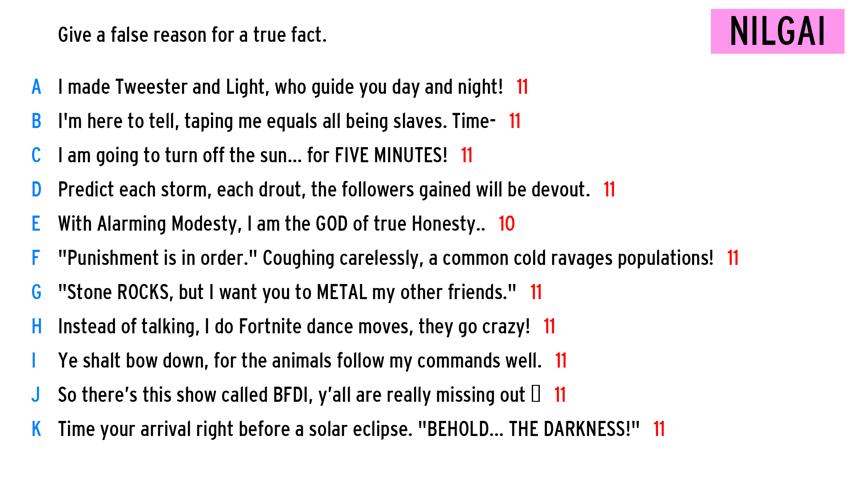 Give a false reason for a true fact.
NILGAI
A I made Tweester and Light, who guide you day and night! 11
B I'm here to tell, taping me equals all being slaves. Time- 11
C I am going to turn off the sun... for FIVE MINUTES! 11
D Predict each storm, each drout, the followers gained will be devout. 11
E With Alarming Modesty, I am the GOD of true Honesty.. 10
F "Punishment is in order." Coughing carelessly, a common cold ravages populations! 11
G "Stone ROCKS, but I want you to METAL my other friends." 11
H Instead of talking, I do Fortnite dance moves, they go crazy! 11
I Ye shalt bow down, for the animals follow my commands well. 11
J So there's this show called BFDI, y'all are really missing out ▯ 11
K Time your arrival right before a solar eclipse. "BEHOLD... THE DARKNESS!" 11